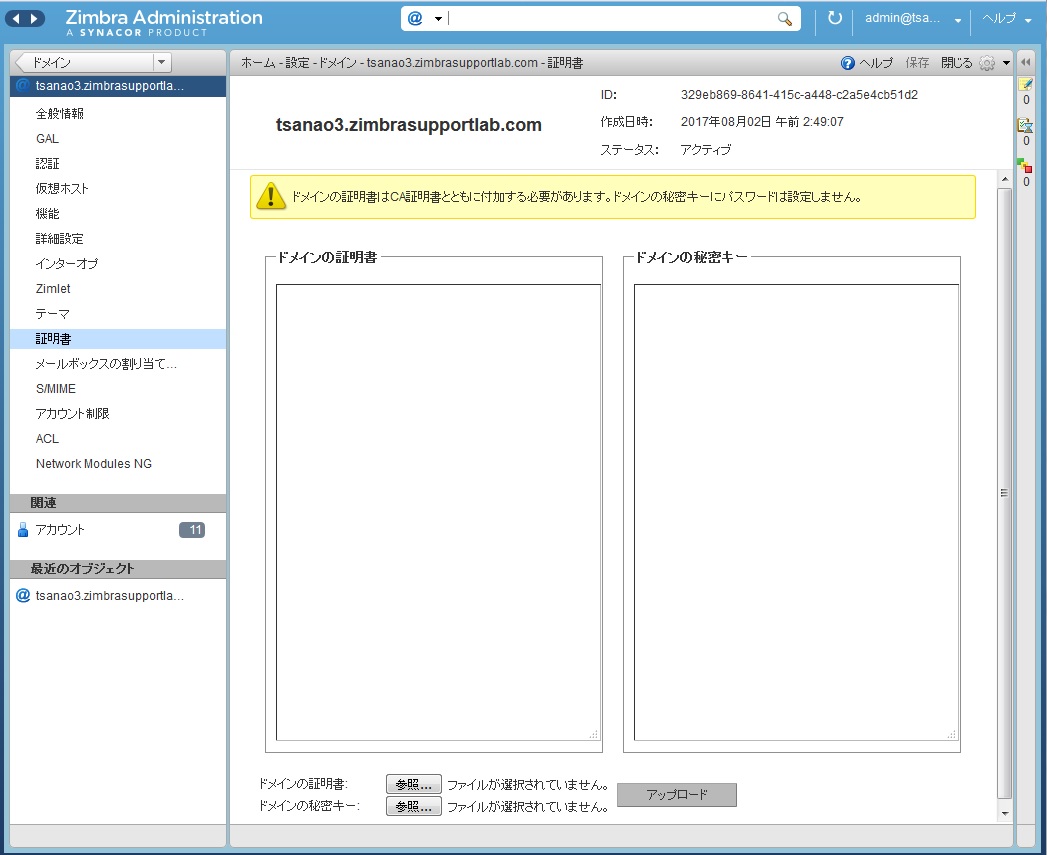 Zimbra Administration
A SYNACOR PRODUCT
@
admin@tsa...
ヘルプ
ドメイン
ホーム - 設定 - ドメイン - tsanao3.zimbrasupportlab.com - 証明書
ヘルプ 保存 閉じる
@ tsanao3.zimbrasupportla...
全般情報
GAL
認証
仮想ホスト
機能
詳細設定
インターオプ
Zimlet
テーマ
証明書
メールボックスの割り当て...
S/MIME
アカウント制限
ACL
Network Modules NG
関連
アカウント 11
最近のオブジェクト
@ tsanao3.zimbrasupportla...
tsanao3.zimbrasupportlab.com
ID: 329eb869-8641-415c-a448-c2a5e4cb51d2
作成日時: 2017年08月02日 午前 2:49:07
ステータス: アクティブ
ドメインの証明書はCA証明書とともに付加する必要があります。ドメインの秘密キーにパスワードは設定しません。
ドメインの証明書
ドメインの秘密キー
ドメインの証明書: 参照... ファイルが選択されていません。
ドメインの秘密キー: 参照... ファイルが選択されていません。
アップロード
0
0
0